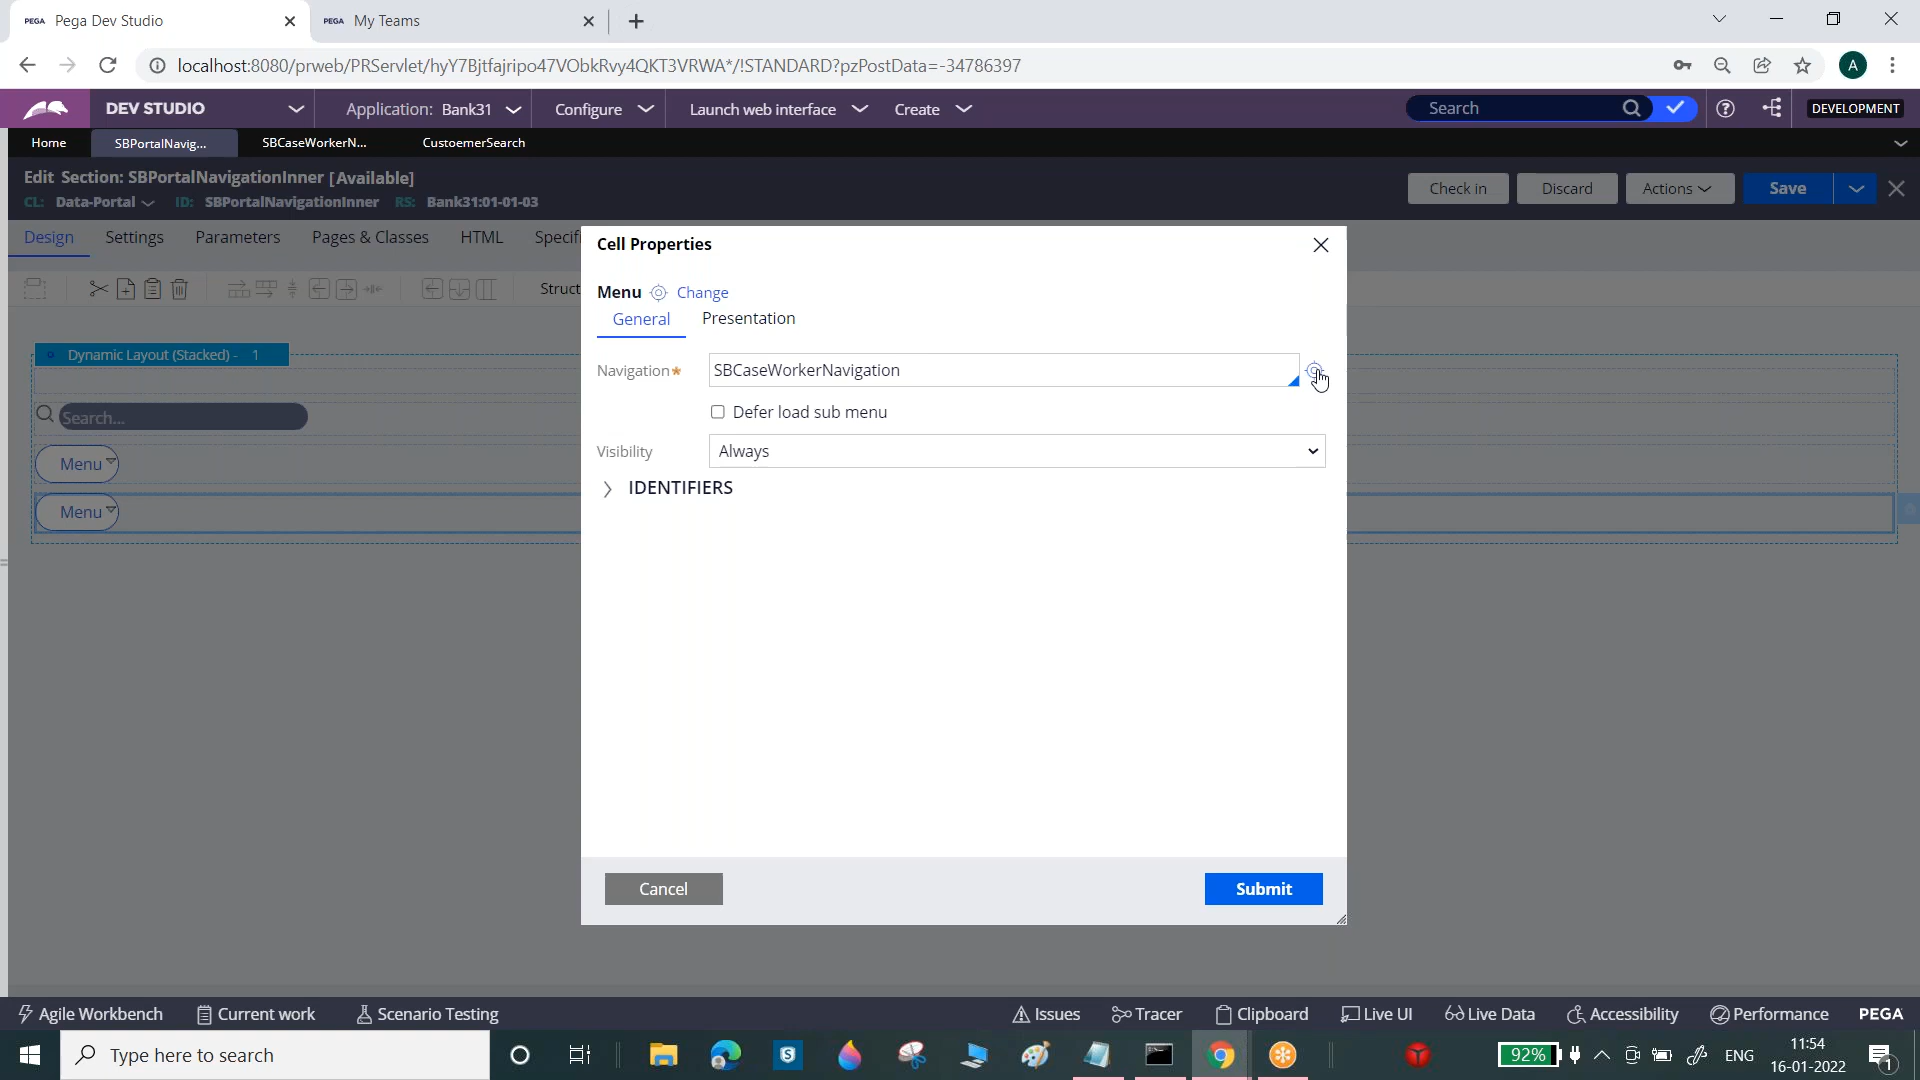 PEGA Pega Dev Studio
PEGA My Teams
localhost:8080/prweb/PRServlet/hyY7Bjtfajripo47VObkRvy4QKT3VRWA*/!STANDARD?pzPostData=-34786397
A
DEV STUDIO
Application: Bank31
Configure
Launch web interface
Create
Search
DEVELOPMENT
Home
SBPortalNavig...
SBCaseWorkerN...
CustoemerSearch
Edit Section: SBPortalNavigationInner [Available]
CL: Data-Portal ID: SBPortalNavigationInner RS: Bank31:01-01-03
Check in
Discard
Actions
Save
Design
Settings
Parameters
Pages & Classes
HTML
Specif
Struct
Dynamic Layout (Stacked) - 1
Search...
Menu
Menu
Cell Properties
Menu Change
General
Presentation
Navigation*
SBCaseWorkerNavigation
Defer load sub menu
Visibility
Always
IDENTIFIERS
Cancel
Submit
Agile Workbench
Current work
Scenario Testing
Issues
Tracer
Clipboard
Live UI
Live Data
Accessibility
Performance
PEGA
Type here to search
S
92%
ENG
11:54
16-01-2022
1